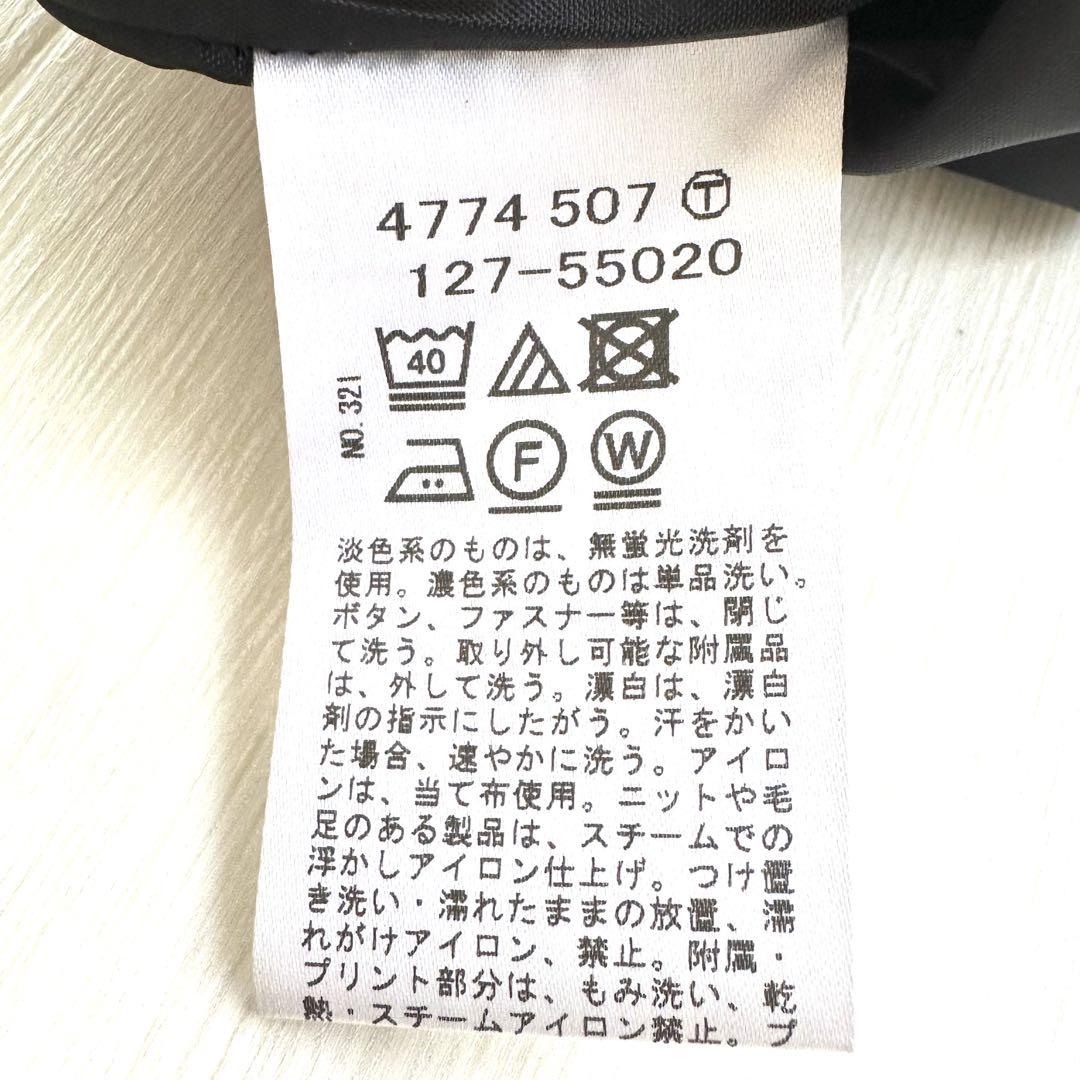 4774 507 Ⓣ
127-55020
40
NO. 321
F
W
淡色系のものは、無蛍光洗剤を
使用。濃色系のものは単品洗い。
ボタン、ファスナー等は、閉じ
て洗う。取り外し可能な附属品
は、外して洗う。漂白は、漂白
剤の指示にしたがう。汗をかい
た場合、速やかに洗う。アイロ
ンは、当て布使用。ニットや毛
足のある製品は、スチームでの
浮かしアイロン仕上げ。つけ置
き洗い・濡れたままの放置、濡
れがけアイロン、禁止。附属・
プリント部分は、もみ洗い、乾
熱・スチームアイロン禁止。プ